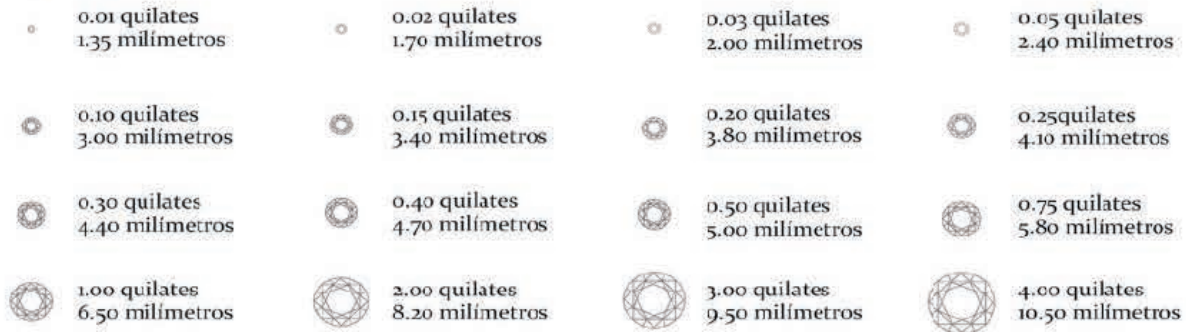 0.01 quilates
1.35 milímetros
0.02 quilates
1.70 milímetros
0.03 quilates
2.00 milímetros
0.05 quilates
2.40 milímetros
0.10 quilates
3.00 milímetros
0.15 quilates
3.40 milímetros
0.20 quilates
3.80 milímetros
0.25quilates
4.10 milímetros
0.30 quilates
4.40 milímetros
0.40 quilates
4.70 milímetros
0.50 quilates
5.00 milímetros
0.75 quilates
5.80 milímetros
1.00 quilates
6.50 milímetros
2.00 quilates
8.20 milímetros
3.00 quilates
9.50 milímetros
4.00 quilates
10.50 milímetros